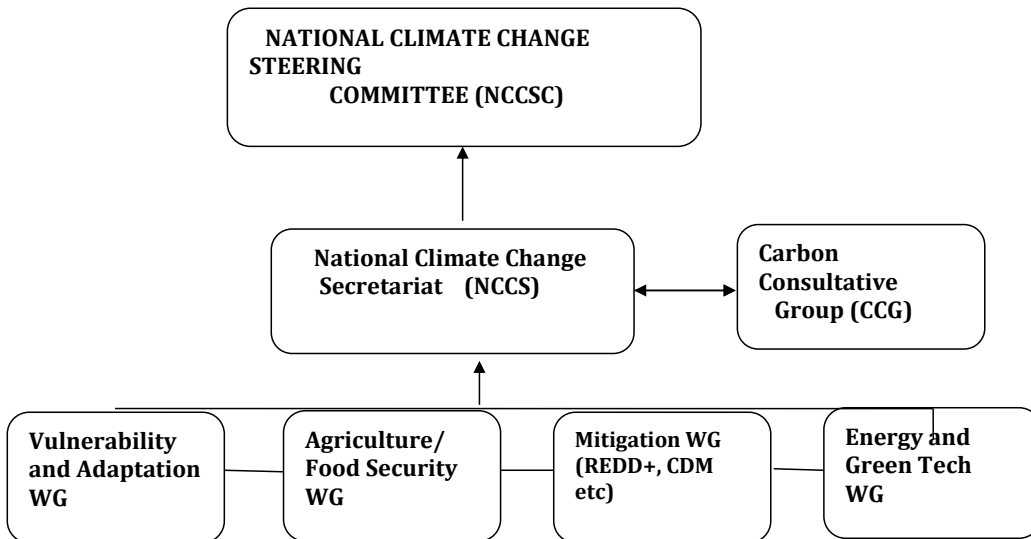 NATIONAL CLIMATE CHANGE
STEERING
COMMITTEE (NCCSC)
National Climate Change
Secretariat (NCCS)
Carbon
Consultative
Group (CCG)
Vulnerability
and Adaptation
WG
Agriculture/
Food Security
WG
Mitigation WG
(REDD+, CDM
etc)
Energy and
Green Tech
WG